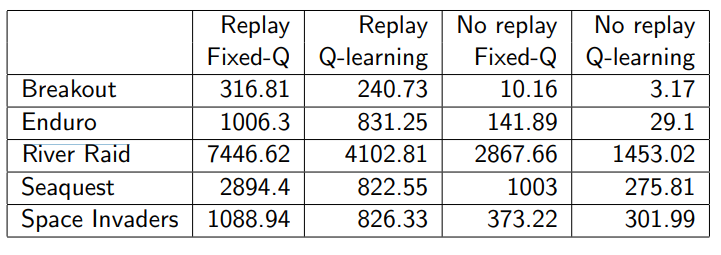 Replay Replay No replay No replay
Fixed-Q Q-learning Fixed-Q Q-learning
Breakout 316.81 240.73 10.16 3.17
Enduro 1006.3 831.25 141.89 29.1
River Raid 7446.62 4102.81 2867.66 1453.02
Seaquest 2894.4 822.55 1003 275.81
Space Invaders 1088.94 826.33 373.22 301.99